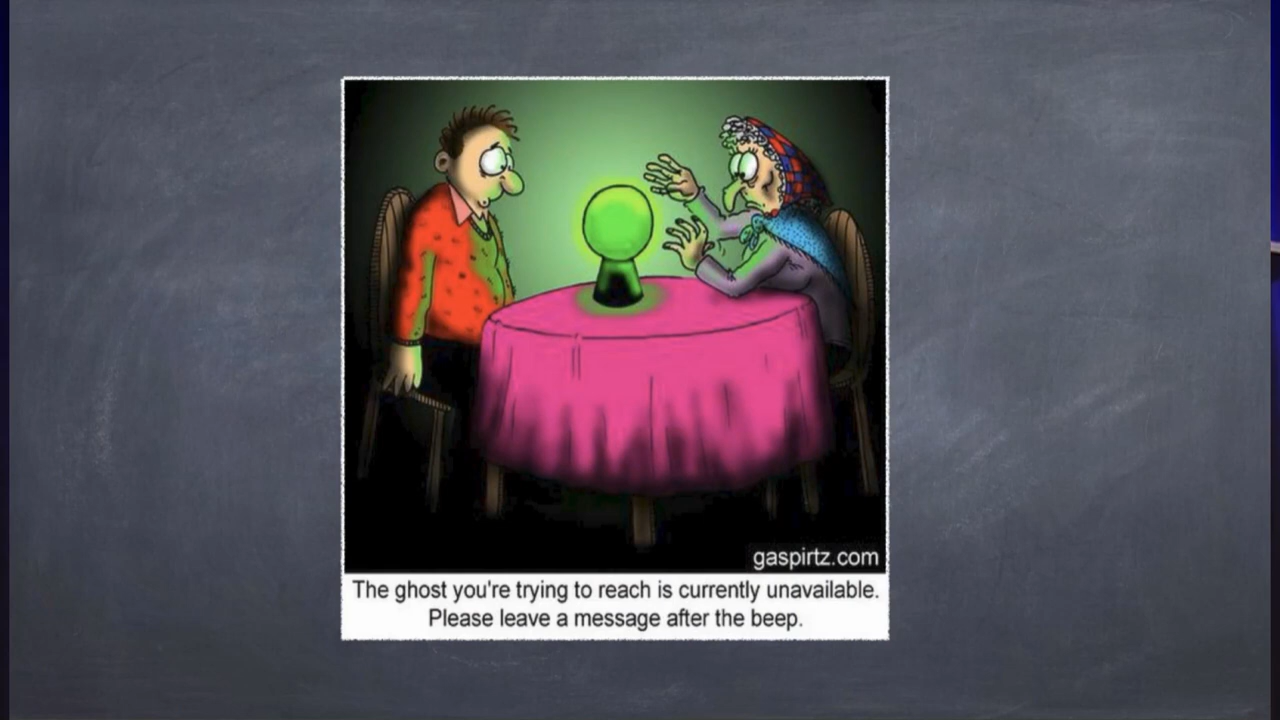 gaspirtz.com
The ghost you're trying to reach is currently unavailable.
Please leave a message after the beep.